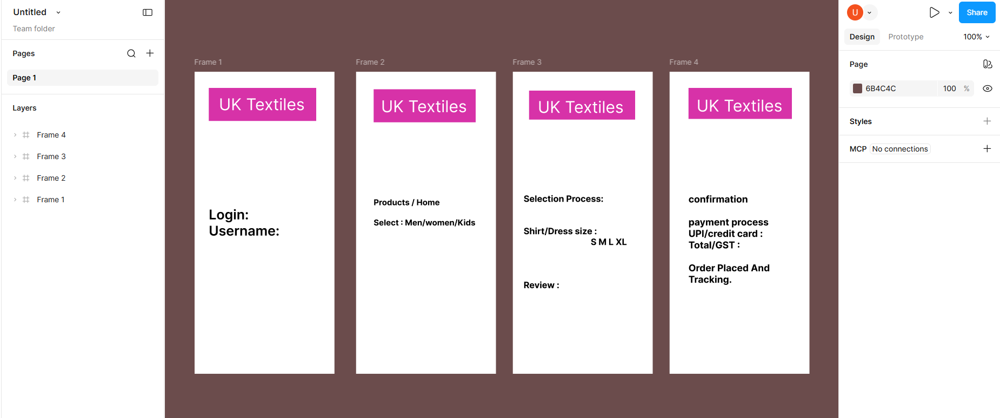 Untitled
Team folder
Pages
Page 1
Layers
Frame 4
Frame 3
Frame 2
Frame 1
Frame 1
UK Textiles
Login:
Username:
Frame 2
UK Textiles
Products / Home
Select : Men/women/Kids
Frame 3
UK Textiles
Selection Process:
Shirt/Dress size :
S M L XL
Review :
Frame 4
UK Textiles
confirmation
payment process
UPI/credit card :
Total/GST :
Order Placed And
Tracking.
U
Share
Design
Prototype
100%
Page
6B4C4C
100
%
Styles
MCP
No connections